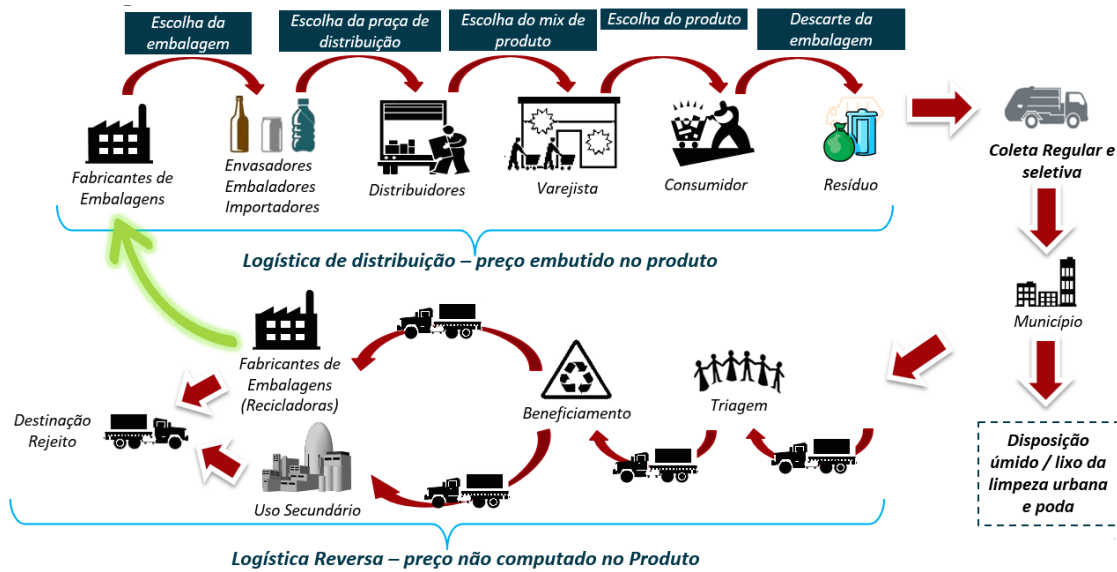 Escolha da
embalagem
Escolha da praça de
distribuição
Escolha do mix de
produto
Escolha do produto
Descarte da
embalagem
Fabricantes de
Embalagens
Envasadores
Embaladores
Importadores
Distribuidores
Varejista
Consumidor
Resíduo
Coleta Regular e
seletiva
Logística de distribuição – preço embutido no produto
Município
Fabricantes de
Embalagens
(Recicladoras)
Beneficiamento
Triagem
Destinação
Rejeito
Uso Secundário
Disposição
úmido / lixo da
limpeza urbana
e poda
Logística Reversa – preço não computado no Produto